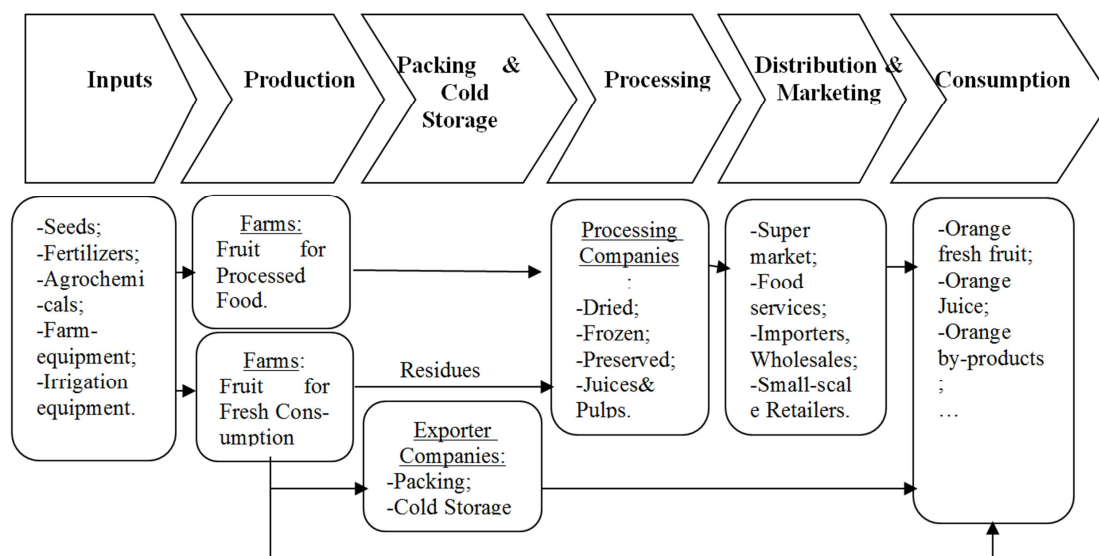 Inputs
Production
Packing &
Cold
Storage
Processing
Distribution &
Marketing
Consumption
-Seeds;
-Fertilizers;
-Agrochemi
cals;
-Farm-
equipment;
-Irrigation
equipment.
Farms:
Fruit for
Processed
Food.
Farms:
Fruit for
Fresh Cons-
umption
Residues
Exporter
Companies:
-Packing;
-Cold Storage
Processing
Companies
:
-Dried;
-Frozen;
-Preserved;
-Juices&
Pulps.
-Super
market;
-Food
services;
-Importers,
Wholesales;
-Small-scal
e Retailers.
-Orange
fresh fruit;
-Orange
Juice;
-Orange
by-products
;
…